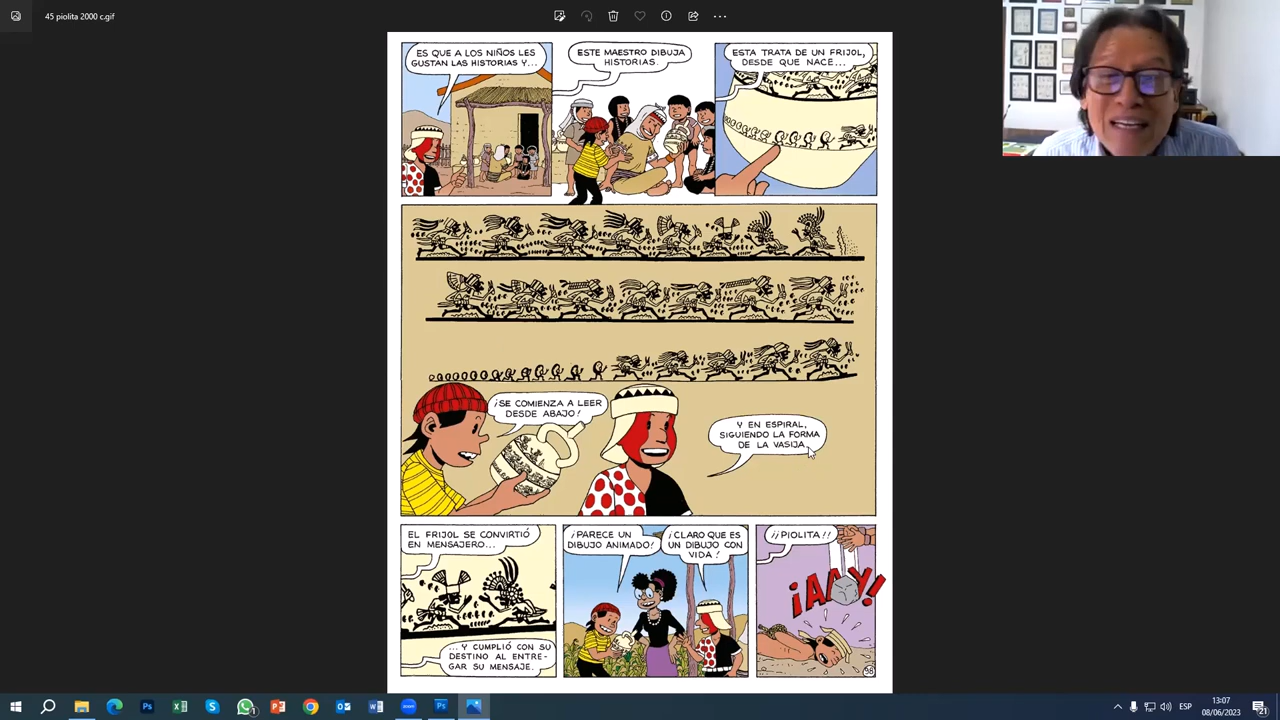 45 piolita 2000 c.gif
ES QUE A LOS NIÑOS LES
GUSTAN LAS HISTORIAS Y...
ESTE MAESTRO DIBUJA
HISTORIAS.
ESTA TRATA DE UN FRIJOL,
DESDE QUE NACE...
¡SE COMIENZA A LEER
DESDE ABAJO!
Y EN ESPIRAL,
SIGUIENDO LA FORMA
DE LA VASIJA.
EL FRIJOL SE CONVIRTIÓ
EN MENSAJERO...
... Y CUMPLIÓ CON SU
DESTINO AL ENTRE-
GAR SU MENSAJE.
¡PARECE UN
DIBUJO ANIMADO!
¡CLARO QUE ES
UN DIBUJO CON
VIDA!
¡¡PIOLITA!!
¡AAY!
ESP
13:07
08/06/2023
21